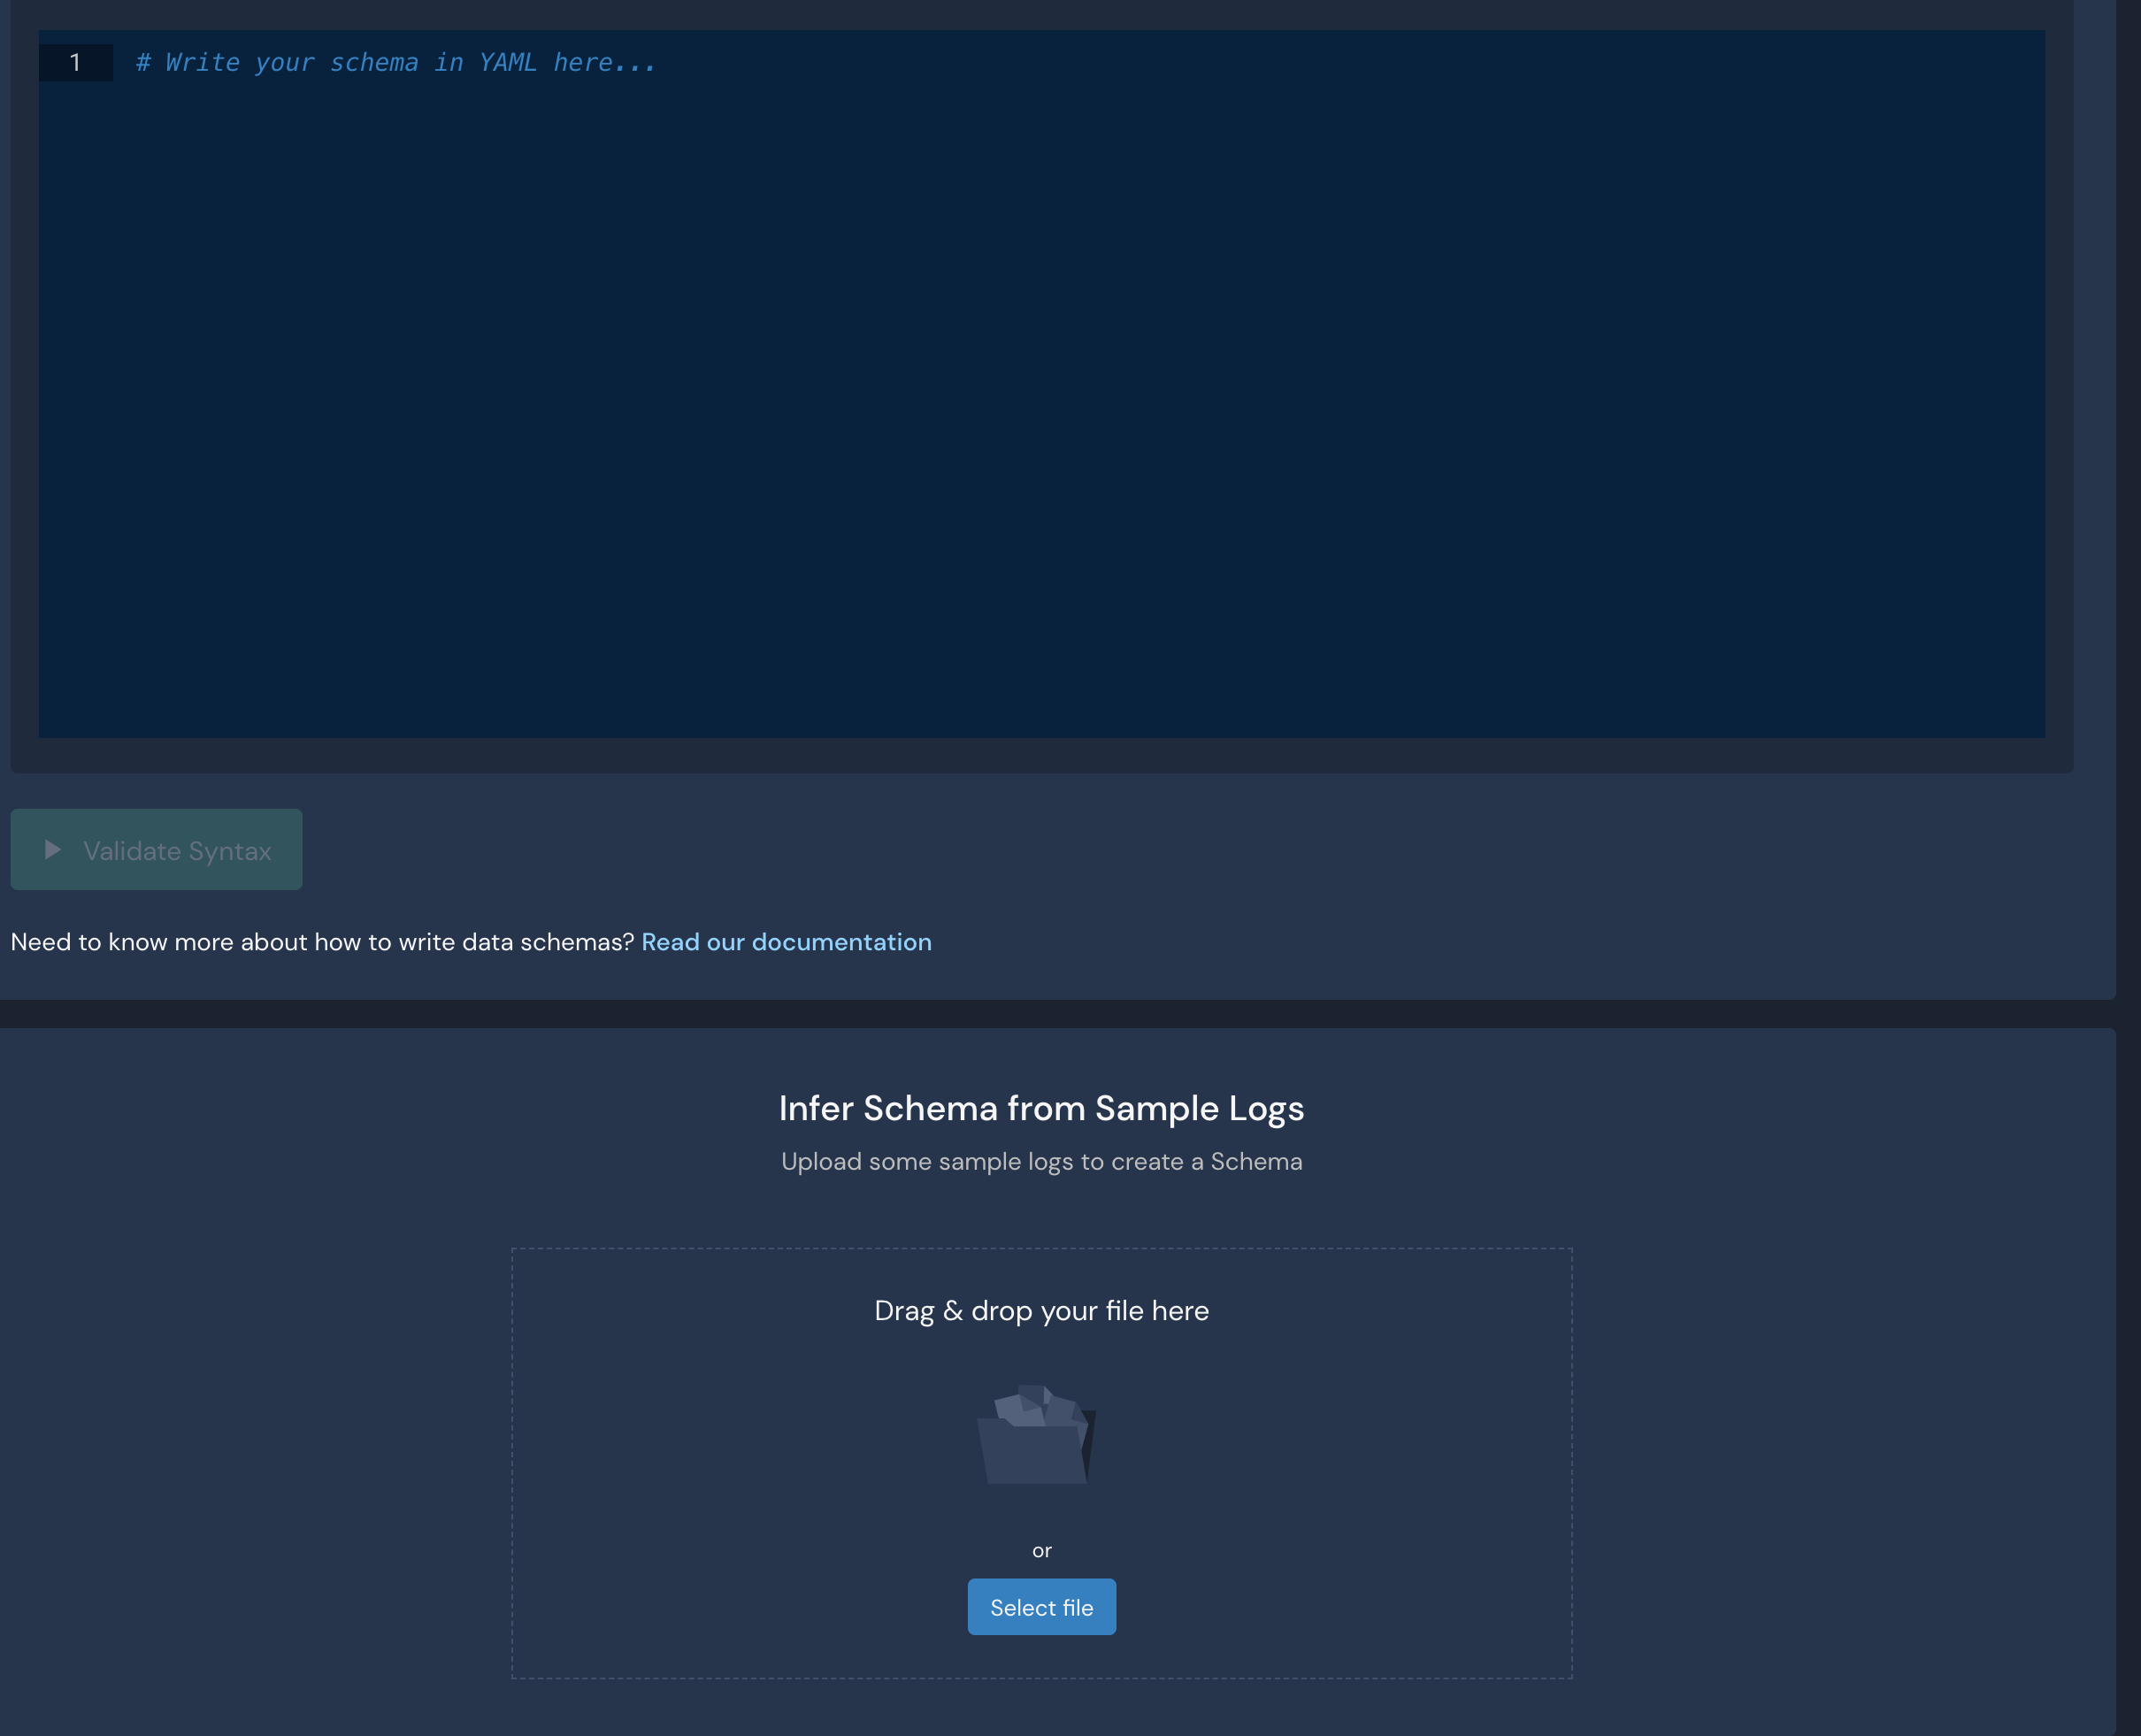 1 # Write your schema in YAML here...
Validate Syntax
Need to know more about how to write data schemas? Read our documentation
Infer Schema from Sample Logs
Upload some sample logs to create a Schema
Drag & drop your file here
or
Select file